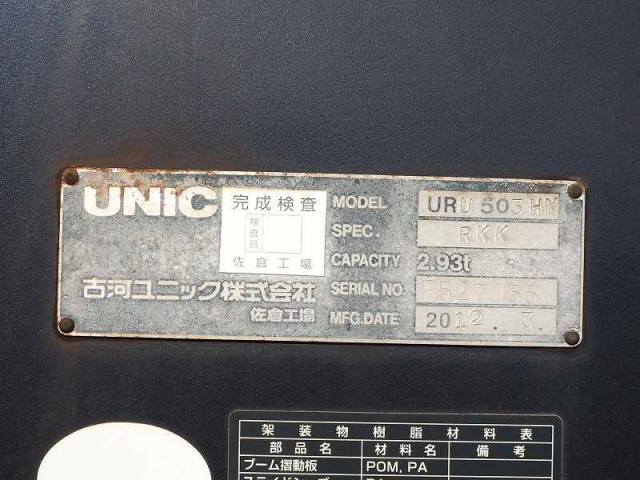 UNIC
完成検査
検査員
佐倉工場
古河ユニック株式会社
佐倉工場
MODEL URU503HN
SPEC. RKK
CAPACITY 2.93t
SERIAL NO.
MFG.DATE 2012.3.
架装物樹脂材料表
部品名 材料名 備考
ブーム摺動板 POM, PA